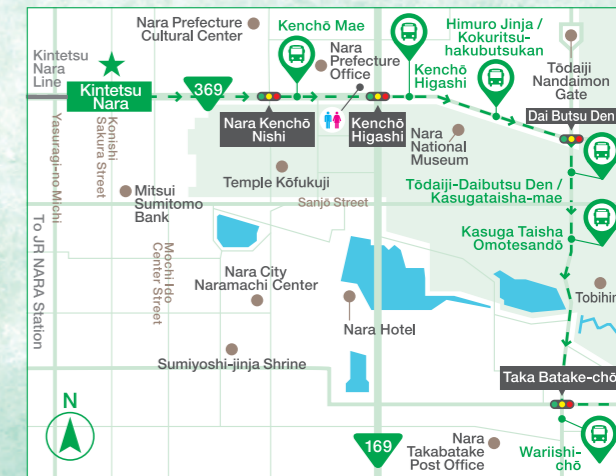 Nara Prefecture
Cultural Center
Kenchō Mae
Himuro Jinja /
Kokuritsu-
hakubutsukan
Kintetsu
Nara
Line
Nara
Prefecture
Office
Kenchō
Higashi
Tōdaiji
Nandaimon
Gate
Kintetsu
Nara
369
Nara Kenchō
Nishi
Kenchō
Higashi
Nara
National
Museum
Dai Butsu Den
Yasuragi-no Michi
Konishi
Sakura Street
Temple Kōfukuji
Tōdaiji-Daibutsu Den /
Kasugataisha-mae
Mitsui
Sumitomo
Bank
Sanjō Street
Kasuga Taisha
Omotesandō
To JR NARA Station
Mochi-Ido
Center Street
Nara City
Naramachi Center
Tobihin
Nara Hotel
Sumiyoshi-jinja Shrine
Taka Batake-chō
N
169
Nara
Takabatake
Post Office
Wariishi-
chō